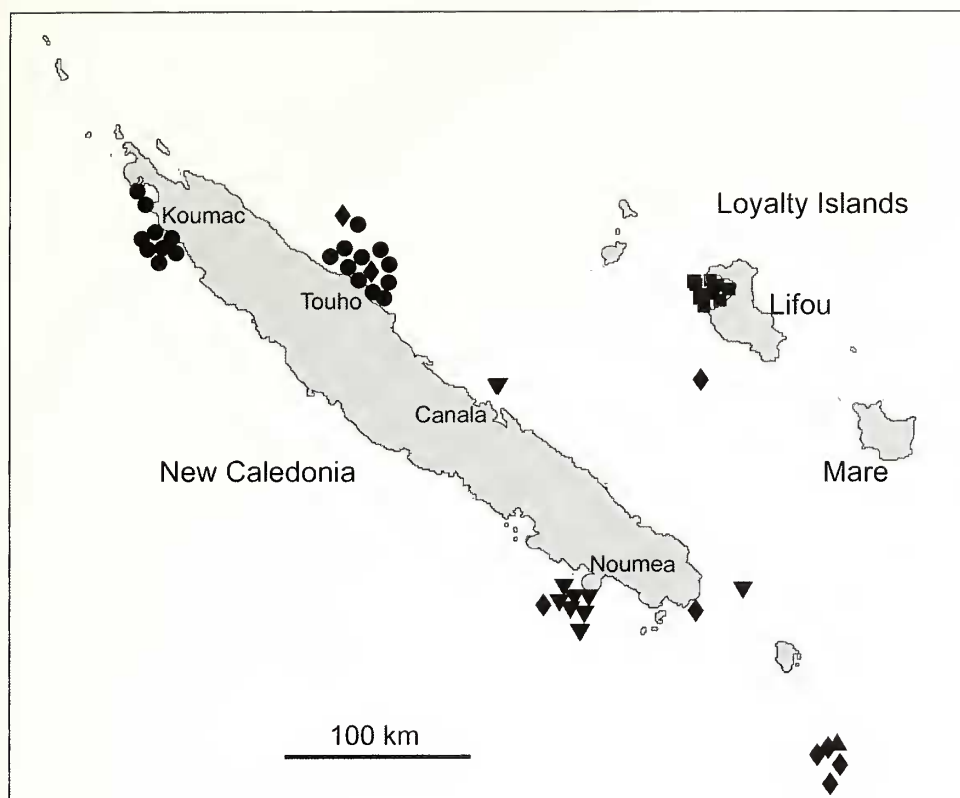 Koumac
Loyalty Islands
Touho
Lifou
Canala
New Caledonia
Mare
Noumea
100 km